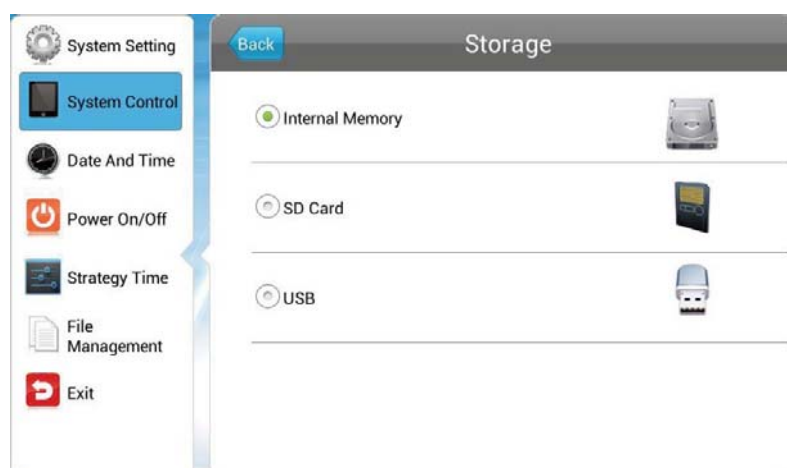 System Setting
System Control
Date And Time
Power On/Off
Strategy Time
File
Management
Exit
Back
Storage
Internal Memory
SD Card
USB